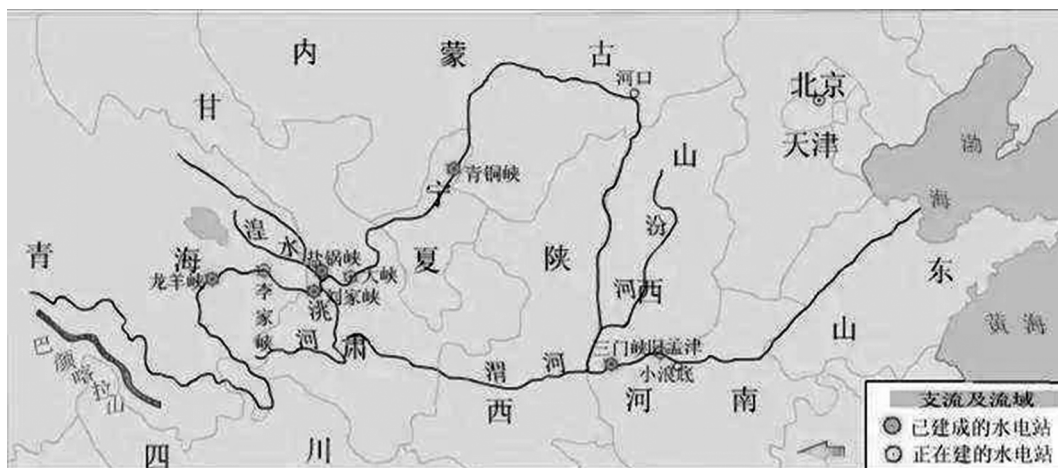 内蒙古
河口
北京
天津
甘
山
渤
海
青铜峡
宁
夏
湟水
汾
河
西
陕
青
海
盐锅峡
大峡
龙羊峡
刘家峡
李家峡
洮
河
肃
东
山
黄海
巴颜喀拉山
渭河
三门峡
孟津
小浪底
西
河南
四川
支流及流域
已建成的水电站
正在建的水电站